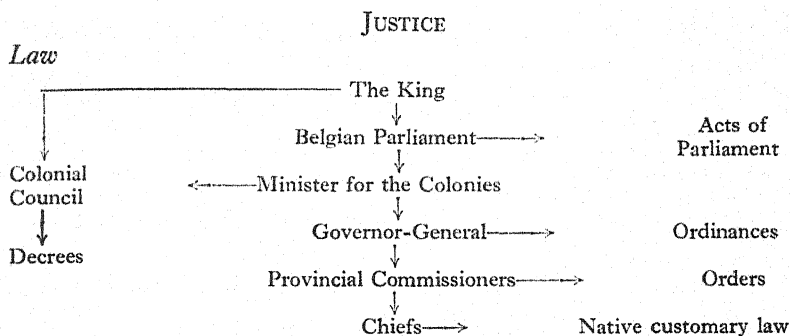 JUSTICE
Law
The King
Belgian Parliament
Acts of
Parliament
Colonial
Council
Minister for the Colonies
Governor-General
Ordinances
Decrees
Provincial Commissioners
Orders
Chiefs
Native customary law